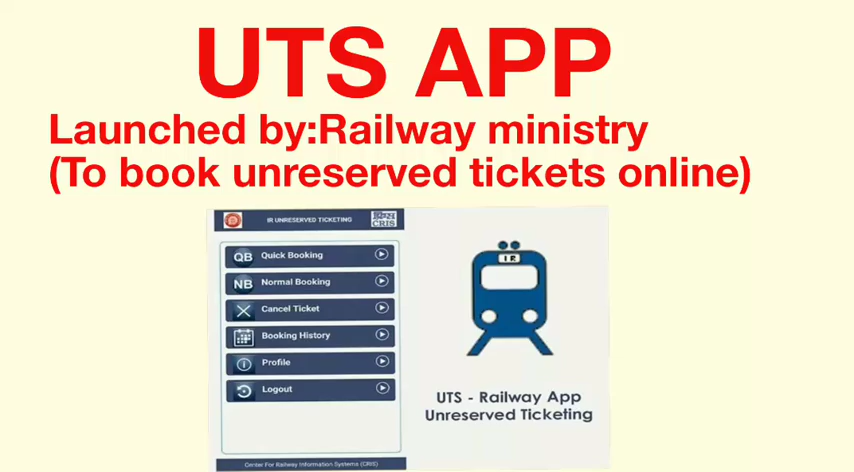 UTS APP
Launched by:Railway ministry
(To book unreserved tickets online)
IR UNRESERVED TICKETING
CRIS
QB Quick Booking
NB Normal Booking
Cancel Ticket
Booking History
Profile
Logout
Center For Railway Information Systems (CRIS)
IR
UTS - Railway App
Unreserved Ticketing